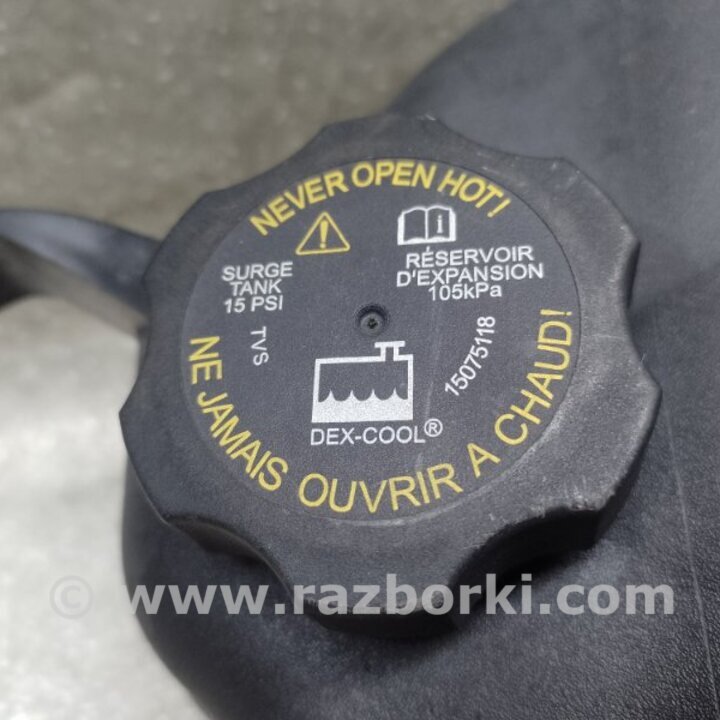 NEVER OPEN HOT!
SURGE
TANK
15 PSI
RÉSERVOIR
D'EXPANSION
105kPa
TVS
15075118
DEX-COOL®
NE JAMAIS OUVRIR A CHAUD!
© www.razborki.com